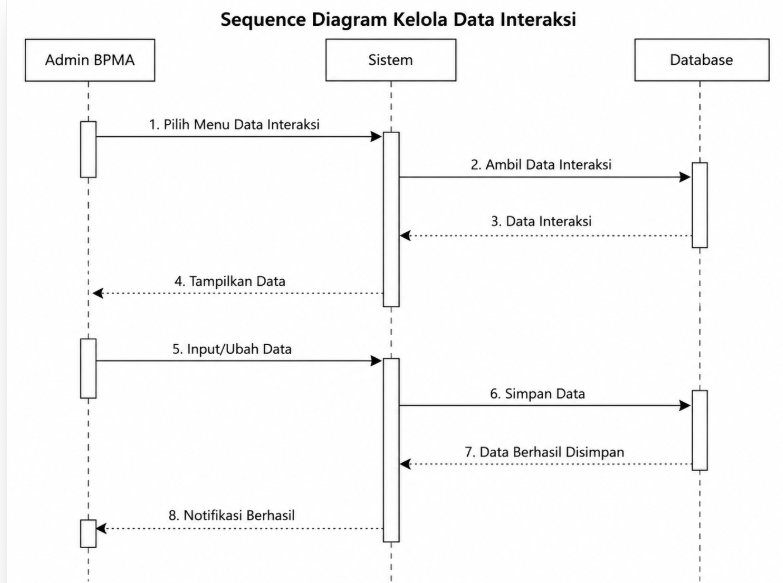 Sequence Diagram Kelola Data Interaksi
Admin BPMA
Sistem
Database
1. Pilih Menu Data Interaksi
2. Ambil Data Interaksi
3. Data Interaksi
4. Tampilkan Data
5. Input/Ubah Data
6. Simpan Data
7. Data Berhasil Disimpan
8. Notifikasi Berhasil